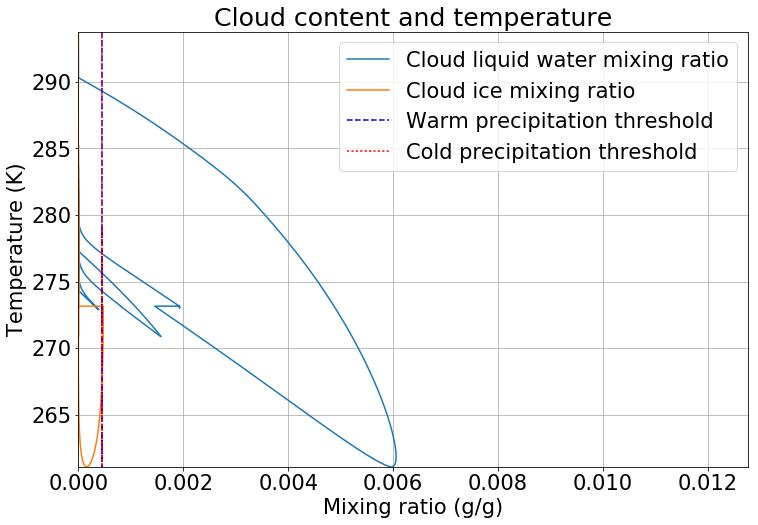 Cloud content and temperature
Cloud liquid water mixing ratio
Cloud ice mixing ratio
Warm precipitation threshold
Cold precipitation threshold
Temperature (K)
290
285
280
275
270
265
0.000 0.002 0.004 0.006 0.008 0.010 0.012
Mixing ratio (g/g)